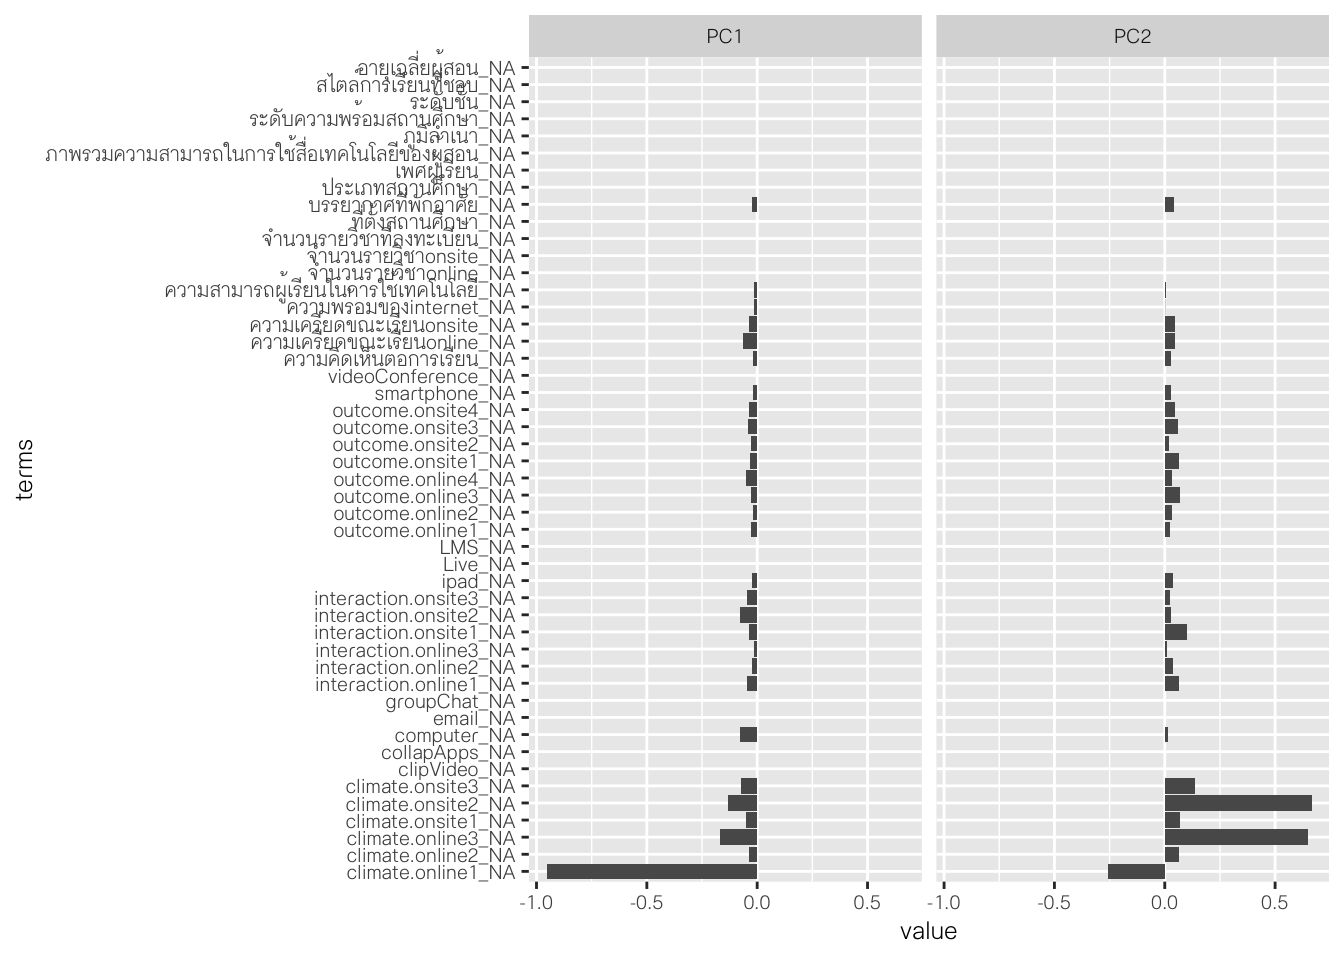 PC1
PC2
อายุเฉลี่ยผู้สอน_NA
สไตล์การเรียนที่ชอบ_NA
ระดับชั้น_NA
ระดับความพร้อมสถานศึกษา_NA
ภูมิลำเนา_NA
ภาพรวมความสามารถในการใช้สื่อเทคโนโลยีของผู้สอน_NA
เพศผู้เรียน_NA
ประเภทสถานศึกษา_NA
บรรยากาศที่พักอาศัย_NA
ที่ตั้งสถานศึกษา_NA
จำนวนรายวิชาที่ลงทะเบียน_NA
จำนวนรายวิชาonsite_NA
จำนวนรายวิชาonline_NA
ความสามารถผู้เรียนในการใช้เทคโนโลยี_NA
ความพร้อมของinternet_NA
ความเครียดขณะเรียนonsite_NA
ความเครียดขณะเรียนonline_NA
ความคิดเห็นต่อการเรียน_NA
videoConference_NA
smartphone_NA
outcome.onsite4_NA
outcome.onsite3_NA
outcome.onsite2_NA
outcome.onsite1_NA
outcome.online4_NA
outcome.online3_NA
outcome.online2_NA
outcome.online1_NA
LMS_NA
Live_NA
ipad_NA
interaction.onsite3_NA
interaction.onsite2_NA
interaction.onsite1_NA
interaction.online3_NA
interaction.online2_NA
interaction.online1_NA
groupChat_NA
email_NA
computer_NA
collapApps_NA
clipVideo_NA
climate.onsite3_NA
climate.onsite2_NA
climate.onsite1_NA
climate.online3_NA
climate.online2_NA
climate.online1_NA
terms
-1.0 -0.5 0.0 0.5
-1.0 -0.5 0.0 0.5
value